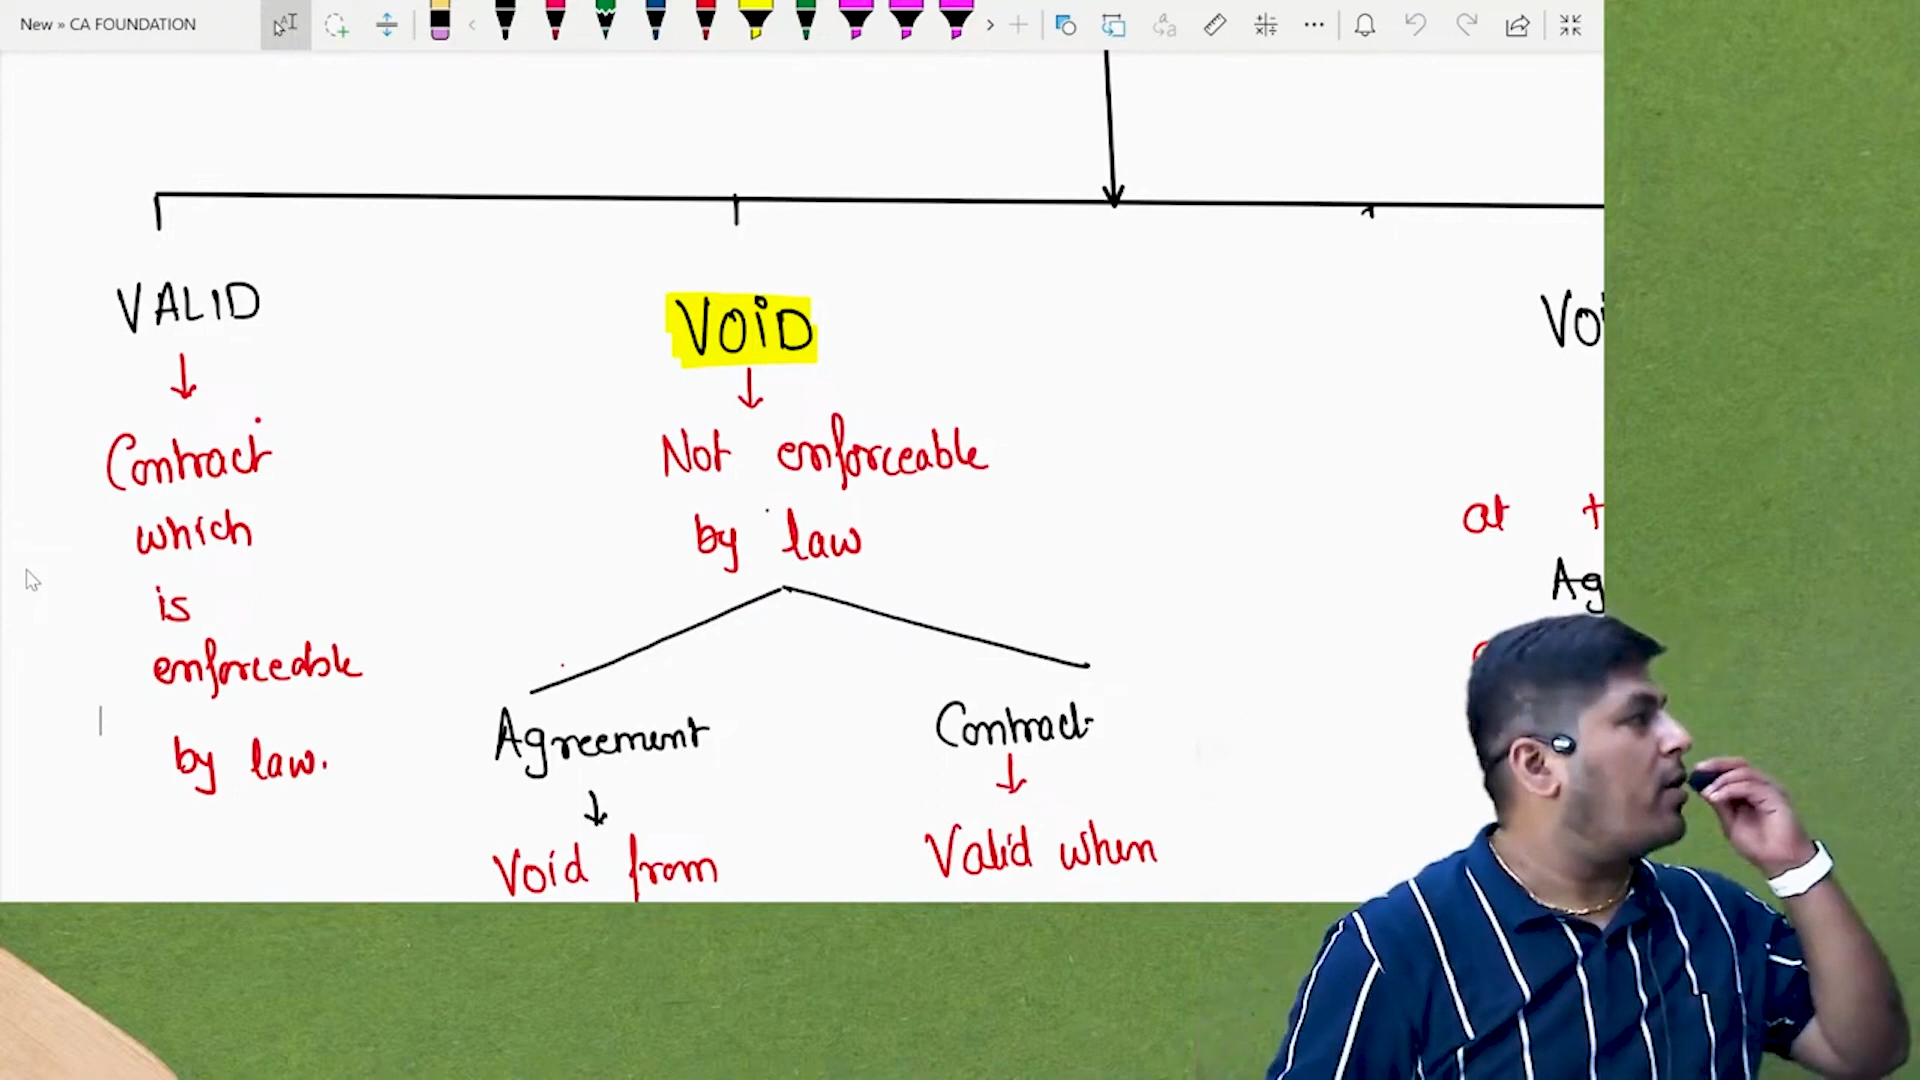 New » CA FOUNDATION
VALID
VOiD
Contract
which
is
enforceable
by law.
Not enforceable
by law
Agreement
Void from
Contract
Valid when
Voi
at
Ag